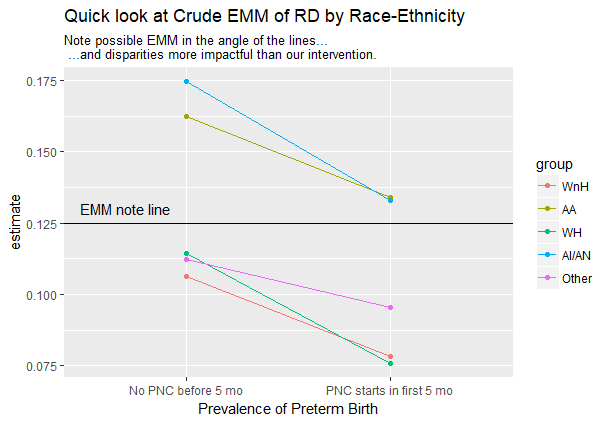 Quick look at Crude EMM of RD by Race-Ethnicity
Note possible EMM in the angle of the lines...
...and disparities more impactful than our intervention.
0.175
0.150
0.125
0.100
0.075
estimate
EMM note line
No PNC before 5 mo
PNC starts in first 5 mo
Prevalence of Preterm Birth
group
WnH
AA
WH
AI/AN
Other